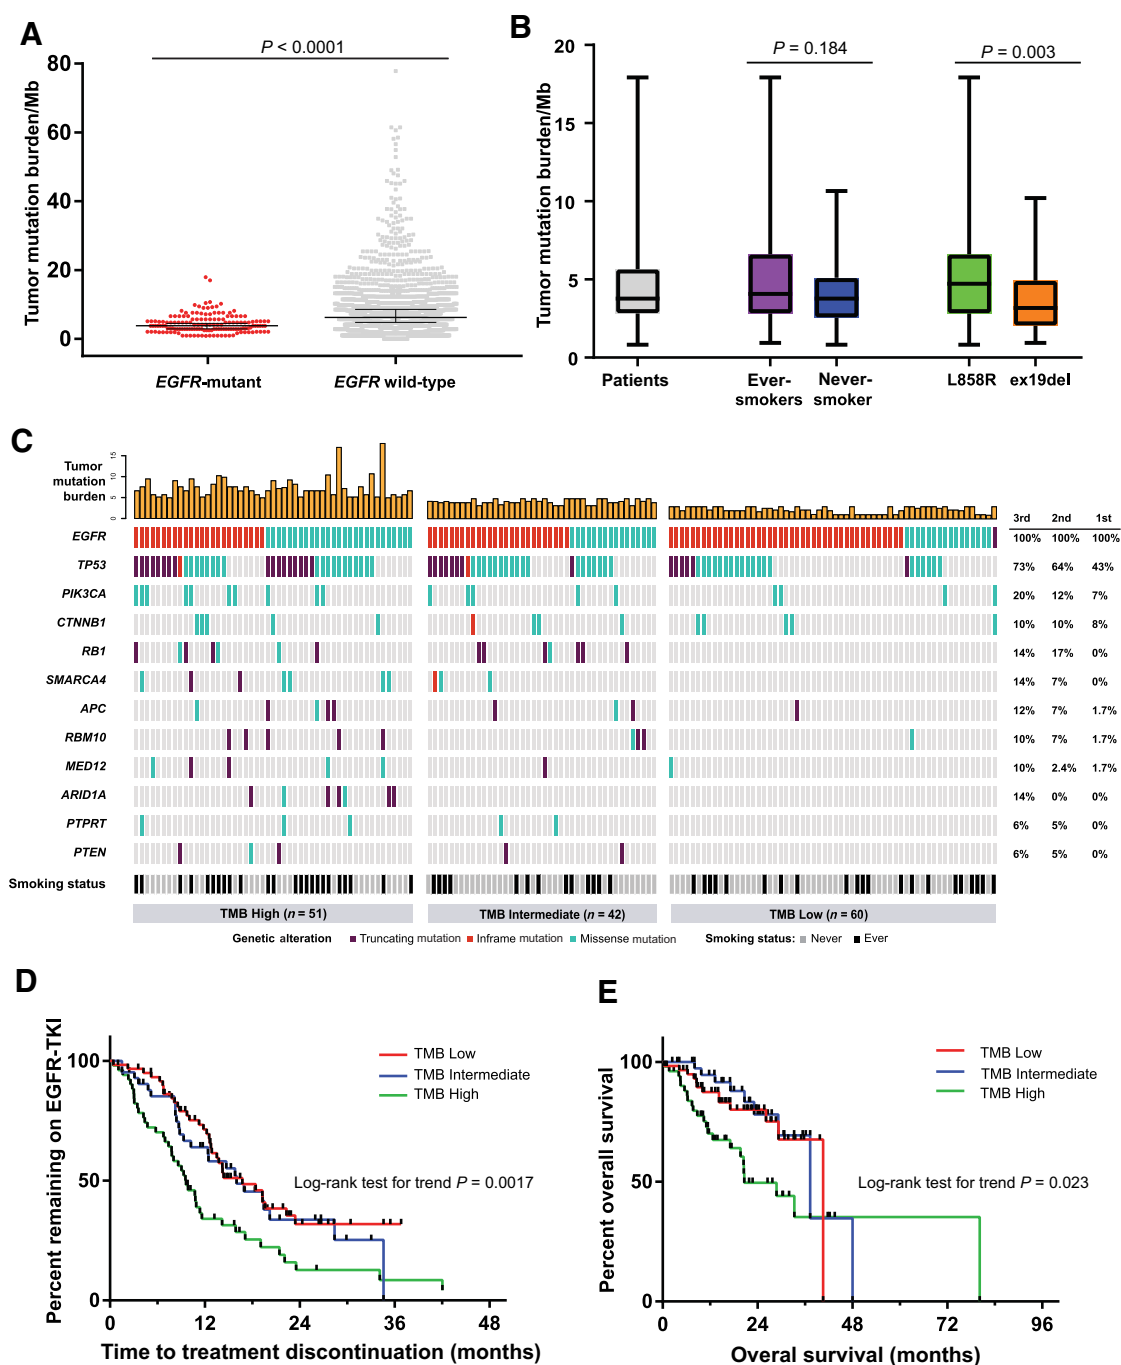 A
P < 0.0001
Tumor mutation burden/Mb
80
60
40
20
0
EGFR-mutant
EGFR wild-type
B
P = 0.184
P = 0.003
Tumor mutation burden/Mb
20
15
10
5
0
Patients
Ever-
smokers
Never-
smoker
L858R
ex19del
C
Tumor
mutation
burden
15
10
5
0
3rd 2nd 1st
EGFR 100% 100% 100%
TP53 73% 64% 43%
PIK3CA 20% 12% 7%
CTNNB1 10% 10% 8%
RB1 14% 17% 0%
SMARCA4 14% 7% 0%
APC 12% 7% 1.7%
RBM10 10% 7% 1.7%
MED12 10% 2.4% 1.7%
ARID1A 14% 0% 0%
PTPRT 6% 5% 0%
PTEN 6% 5% 0%
Smoking status
TMB High (n = 51)
TMB Intermediate (n = 42)
TMB Low (n = 60)
Genetic alteration Truncating mutation Inframe mutation Missense mutation Smoking status: Never Ever
D
Percent remaining on EGFR-TKI
100
50
0
TMB Low
TMB Intermediate
TMB High
Log-rank test for trend P = 0.0017
0 12 24 36 48
Time to treatment discontinuation (months)
E
Percent overall survival
100
50
0
TMB Low
TMB Intermediate
TMB High
Log-rank test for trend P = 0.023
0 24 48 72 96
Overal survival (months)